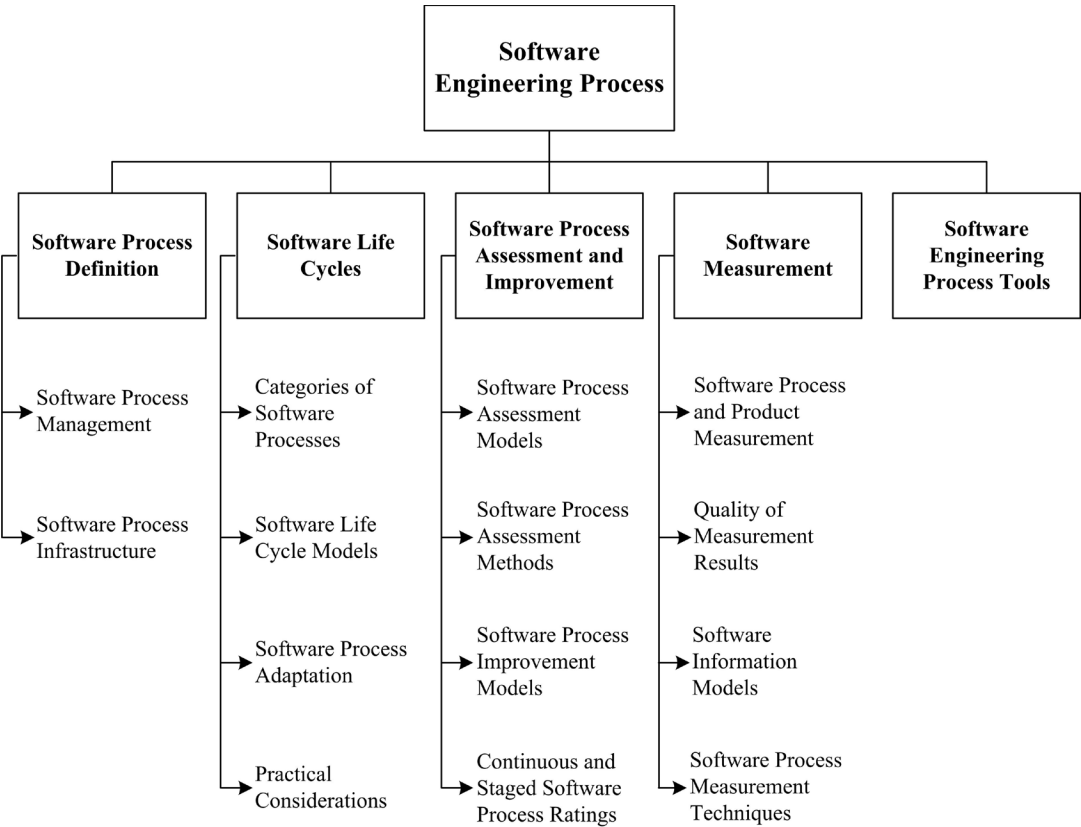 Software
Engineering Process
Software Process
Definition
Software Life
Cycles
Software Process
Assessment and
Improvement
Software
Measurement
Software
Engineering
Process Tools
Software Process
Management
Software Process
Infrastructure
Categories of
Software
Processes
Software Life
Cycle Models
Software Process
Adaptation
Practical
Considerations
Software Process
Assessment
Models
Software Process
Assessment
Methods
Software Process
Improvement
Models
Continuous and
Staged Software
Process Ratings
Software Process
and Product
Measurement
Quality of
Measurement
Results
Software
Information
Models
Software Process
Measurement
Techniques